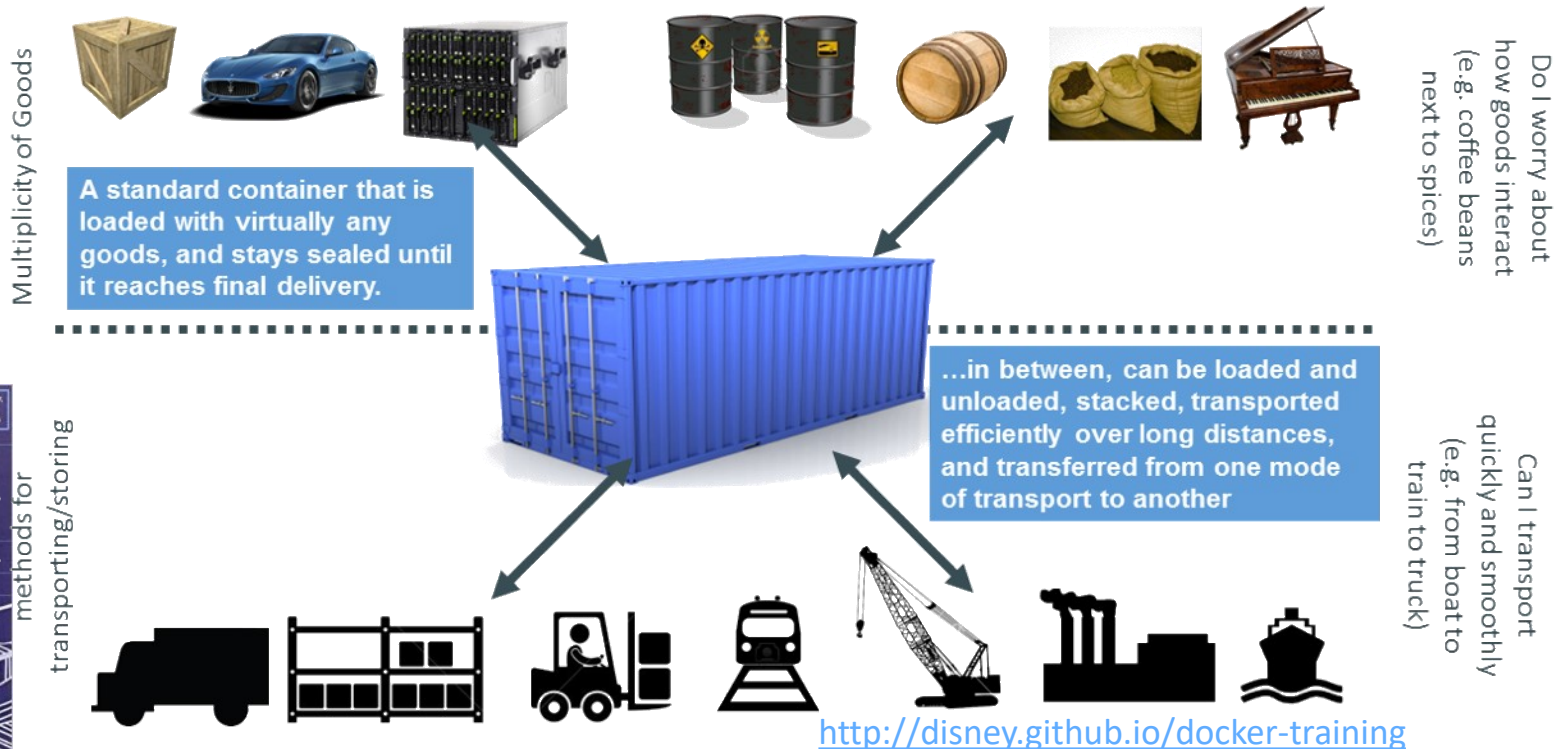 Multiplicity of Goods
A standard container that is
loaded with virtually any
goods, and stays sealed until
it reaches final delivery.
Do I worry about
how goods interact
(e.g. coffee beans
next to spices)
methods for
transporting/storing
...in between, can be loaded and
unloaded, stacked, transported
efficiently over long distances,
and transferred from one mode
of transport to another
Can I transport
quickly and smoothly
(e.g. from boat to
train to truck)
http://disney.github.io/docker-training